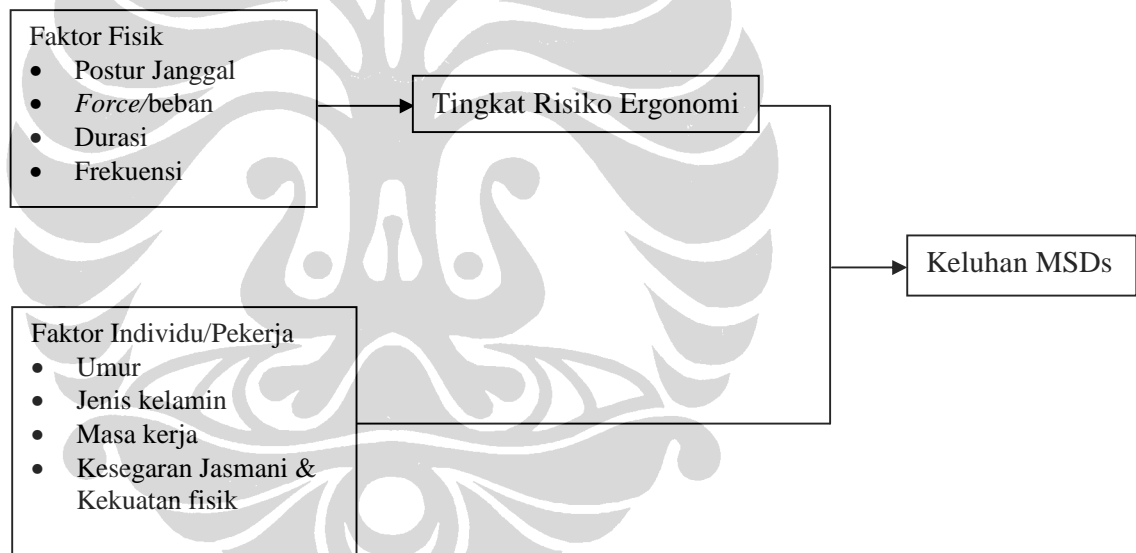 Faktor Fisik
• Postur Janggal
• Force/beban
• Durasi
• Frekuensi
Tingkat Risiko Ergonomi
Keluhan MSDs
Faktor Individu/Pekerja
• Umur
• Jenis kelamin
• Masa kerja
• Kesegaran Jasmani &
Kekuatan fisik